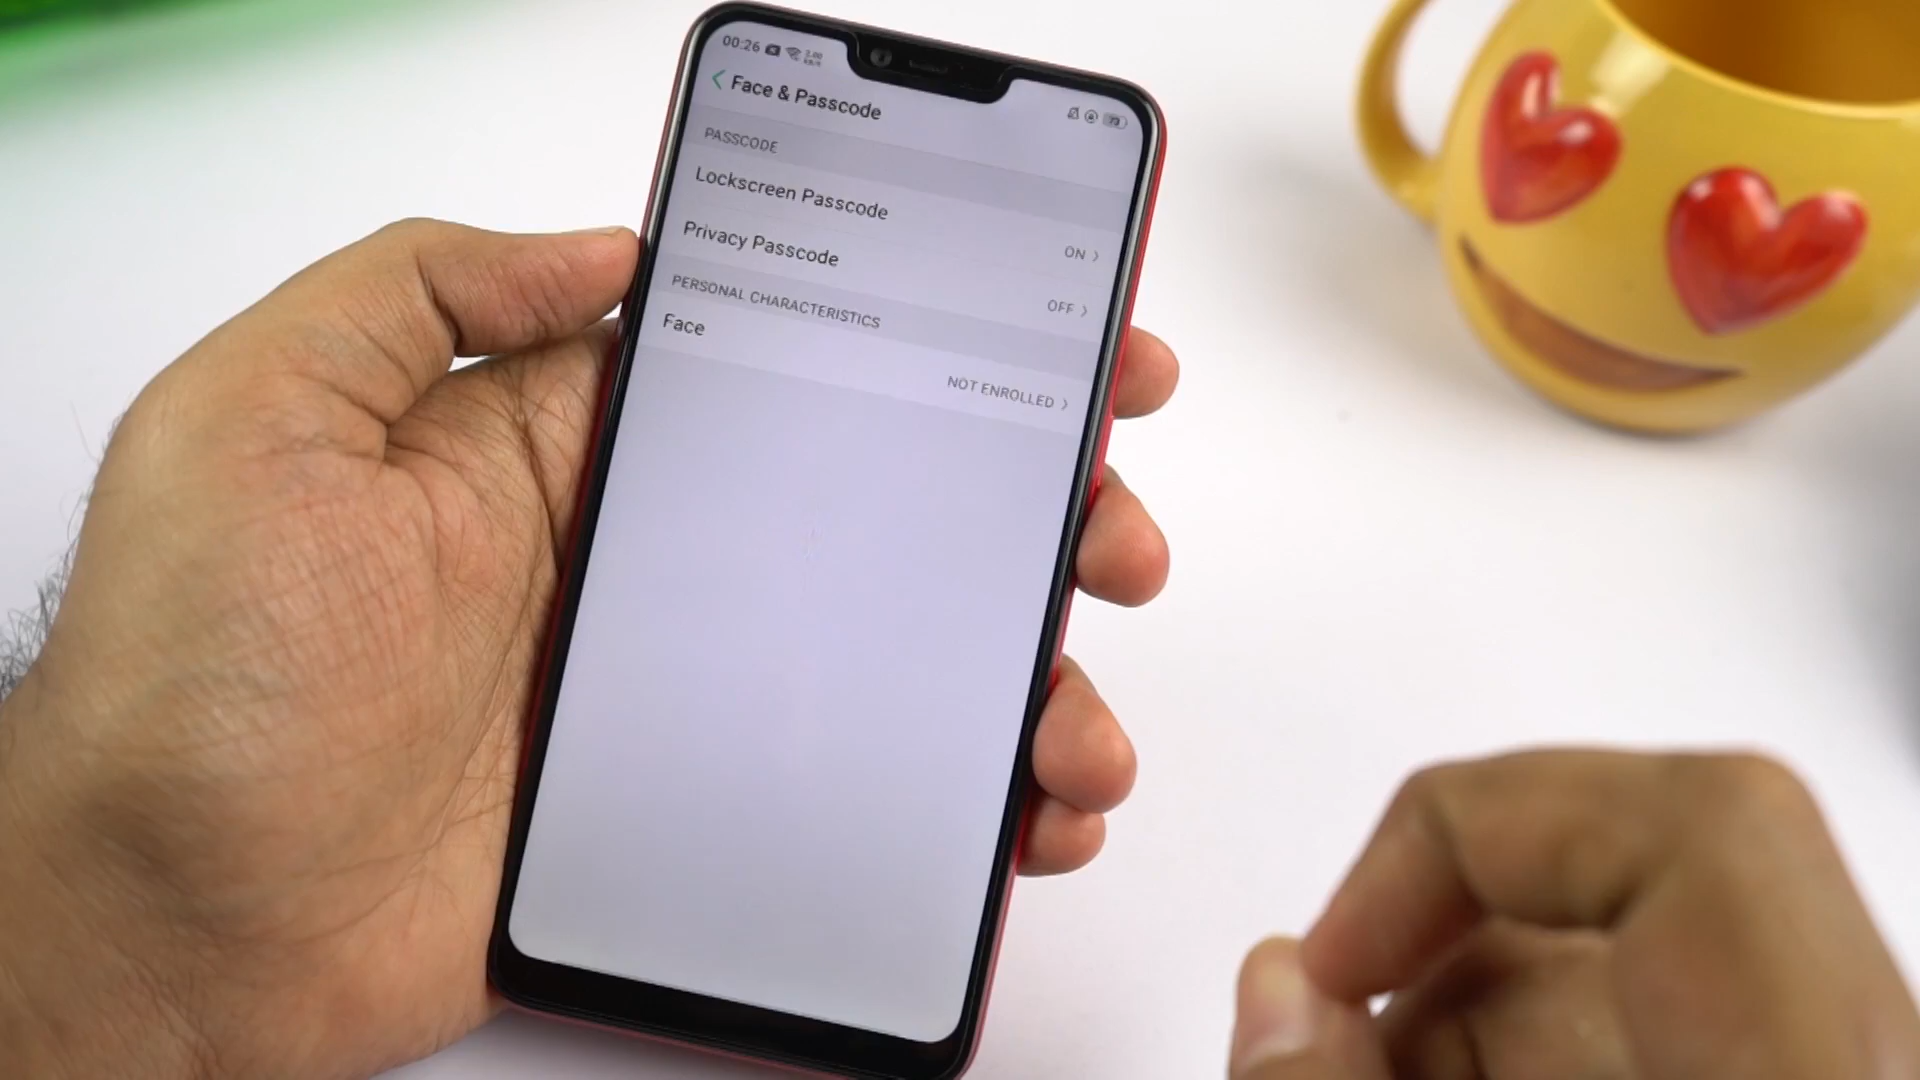 00:26
Face & Passcode
PASSCODE
Lockscreen Passcode
ON
Privacy Passcode
OFF
PERSONAL CHARACTERISTICS
Face
NOT ENROLLED